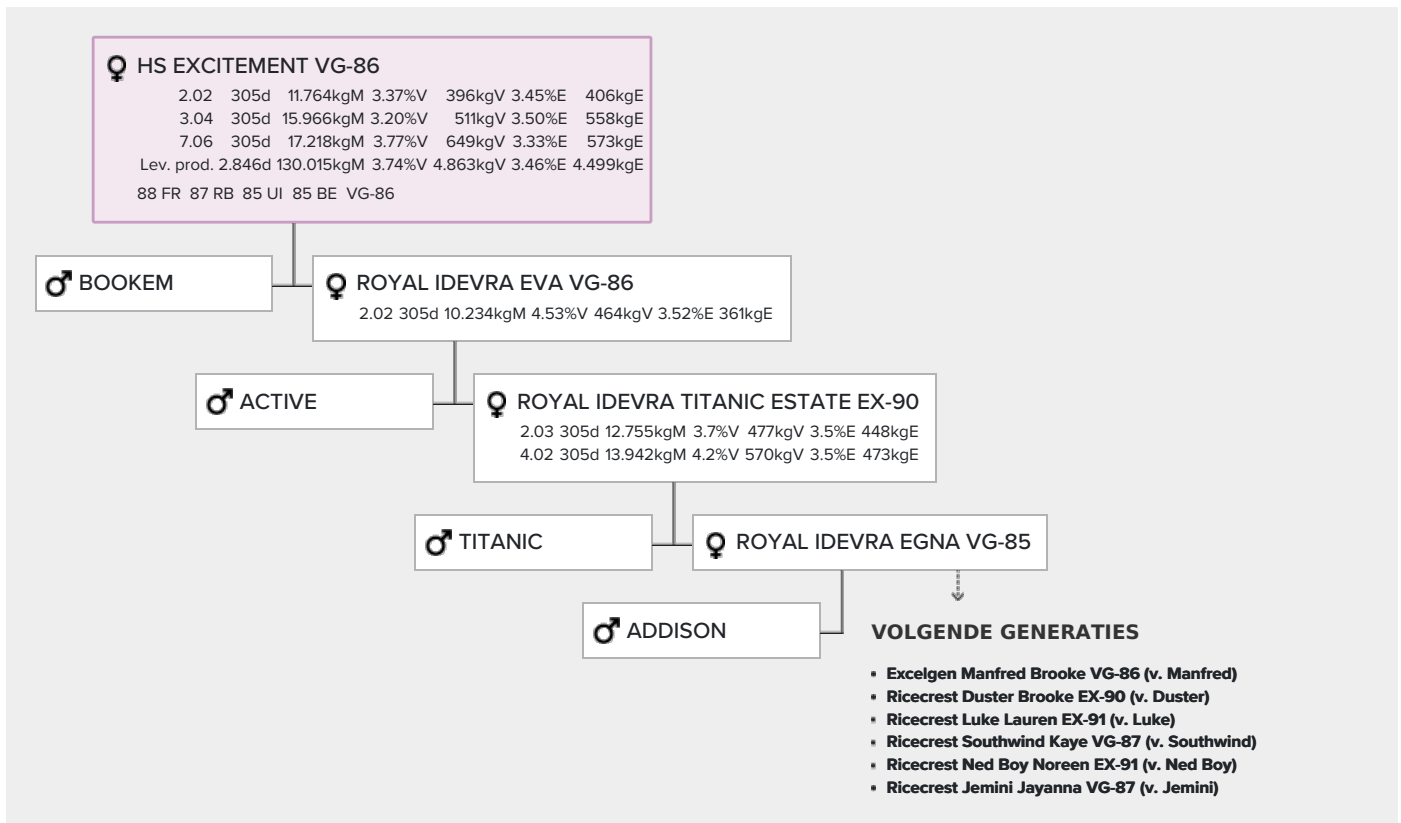 HS EXCITEMENT VG-86
2.02 305d 11.764kgM 3.37%V 396kgV 3.45%E 406kgE
3.04 305d 15.966kgM 3.20%V 511kgV 3.50%E 558kgE
7.06 305d 17.218kgM 3.77%V 649kgV 3.33%E 573kgE
Lev. prod. 2.846d 130.015kgM 3.74%V 4.863kgV 3.46%E 4.499kgE
88 FR 87 RB 85 UI 85 BE VG-86
BOOKEM
ROYAL IDEVRA EVA VG-86
2.02 305d 10.234kgM 4.53%V 464kgV 3.52%E 361kgE
ACTIVE
ROYAL IDEVRA TITANIC ESTATE EX-90
2.03 305d 12.755kgM 3.7%V 477kgV 3.5%E 448kgE
4.02 305d 13.942kgM 4.2%V 570kgV 3.5%E 473kgE
TITANIC
ROYAL IDEVRA EGNA VG-85
ADDISON
VOLGENDE GENERATIES
• Excelgen Manfred Brooke VG-86 (v. Manfred)
• Ricecrest Duster Brooke EX-90 (v. Duster)
• Ricecrest Luke Lauren EX-91 (v. Luke)
• Ricecrest Southwind Kaye VG-87 (v. Southwind)
• Ricecrest Ned Boy Noreen EX-91 (v. Ned Boy)
• Ricecrest Jemini Jayanna VG-87 (v. Jemini)